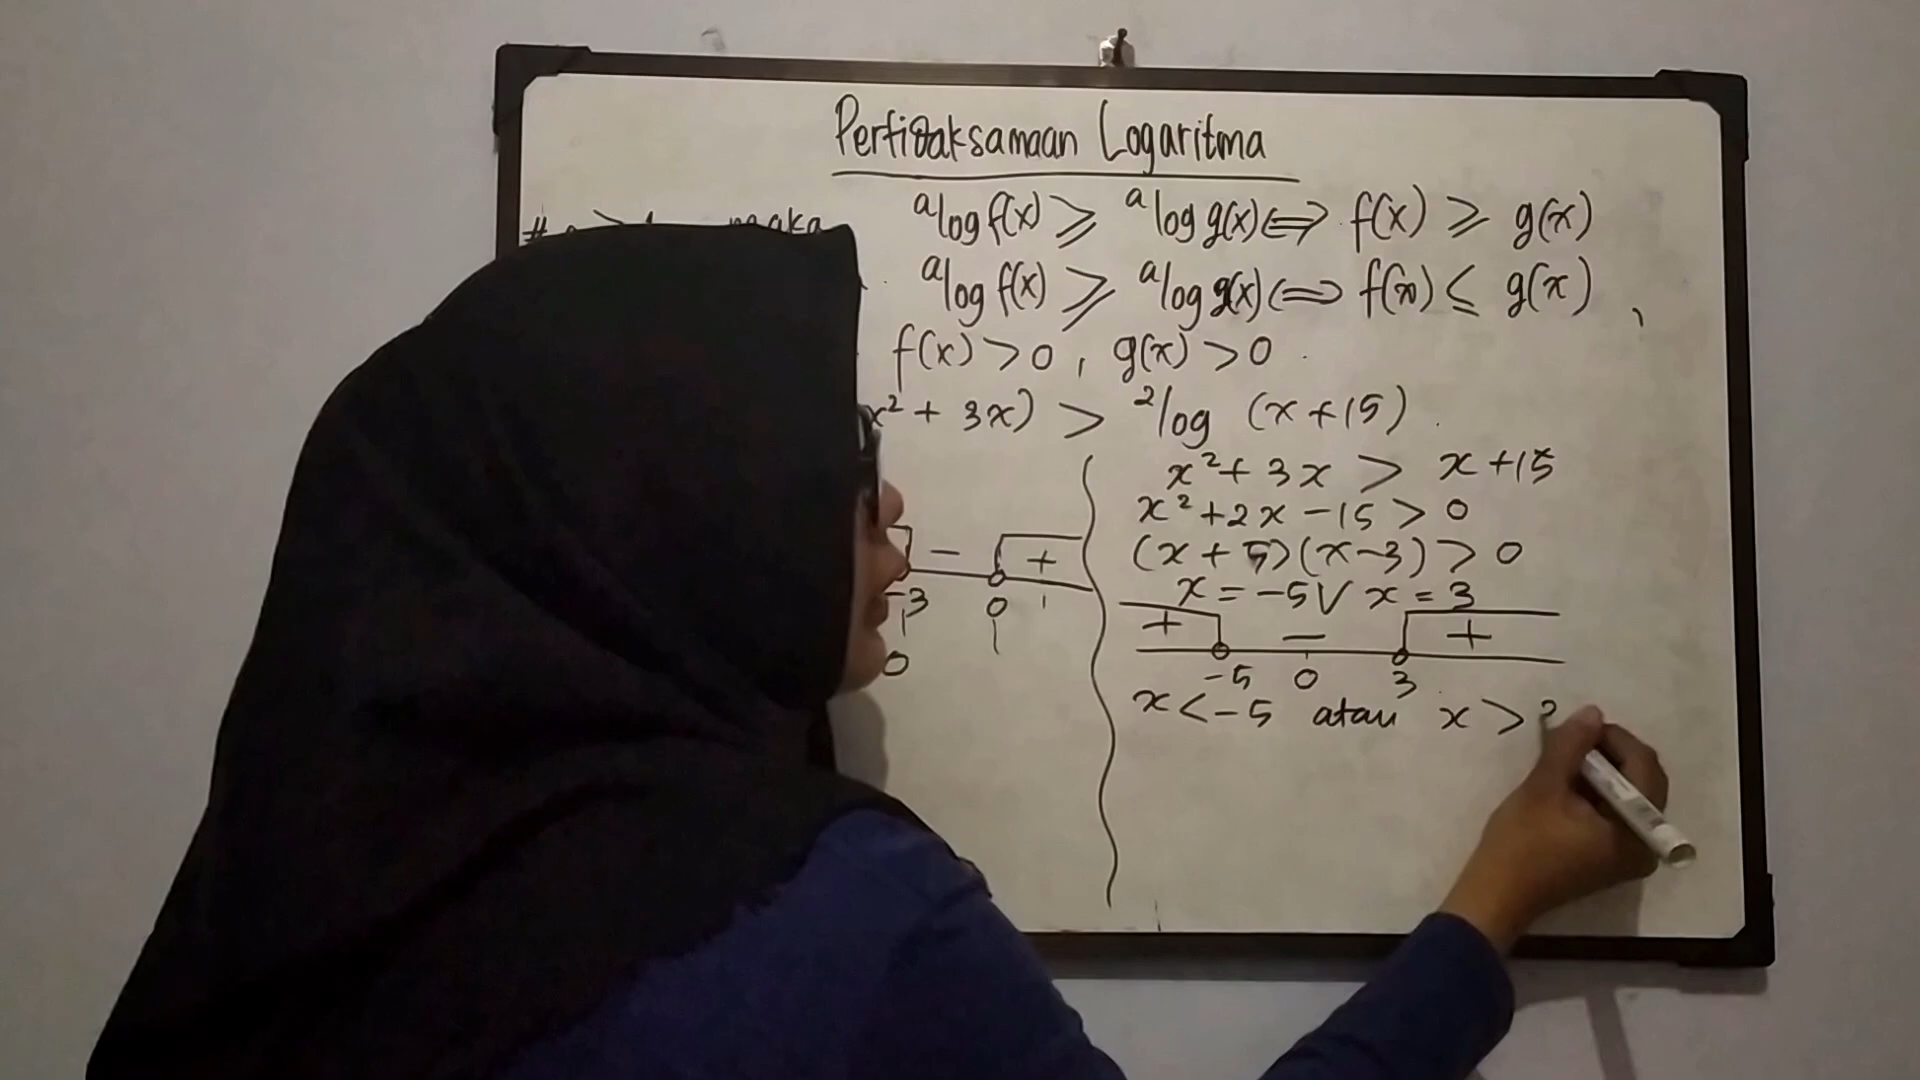 Pertidaksamaan Logaritma
# a > 1 maka ᵃlog f(x) ⩾ ᵃlog g(x) ⟺ f(x) ⩾ g(x)
ᵃlog f(x) ⩾ ᵃlog g(x) ⟺ f(x) ≤ g(x)
f(x) > 0 , g(x) > 0
x² + 3x) > ²log (x+15)
x² + 3x > x + 15
x² + 2x - 15 > 0
(x + 5)(x - 3) > 0
x = -5 V x = 3
+ - +
-5 0 3
x < -5 atau x >
- +
-3 0
0